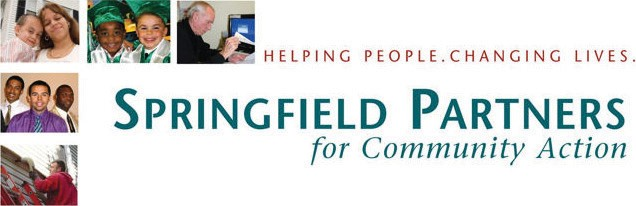 HELPING PEOPLE. CHANGING LIVES.
SPRINGFIELD PARTNERS
for Community Action